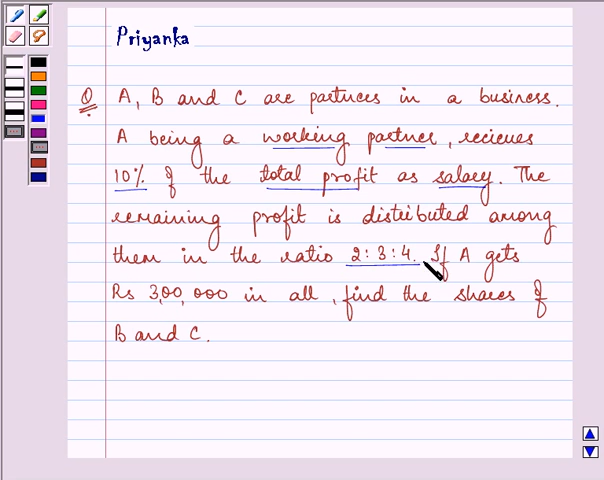 Priyanka
Q A, B and C are partners in a business.
A being a working partner, recieves
10% of the total profit as salary. The
remaining profit is distributed among
them in the ratio 2:3:4. If A gets
Rs 3,00,000 in all, find the shares of
B and C.